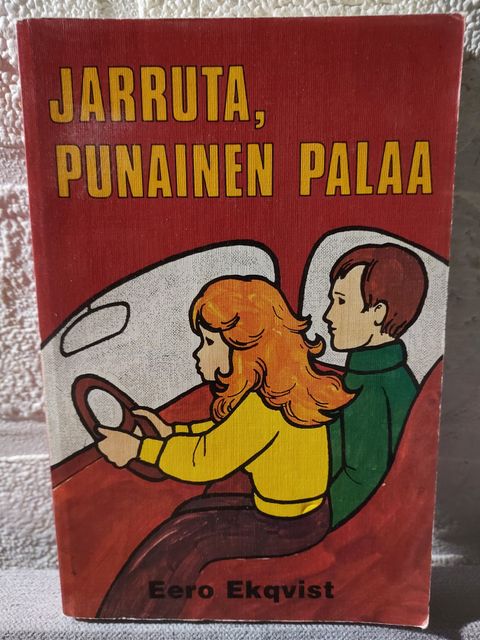 JARRUTA,
PUNAINEN PALAA
Eero Ekqvist